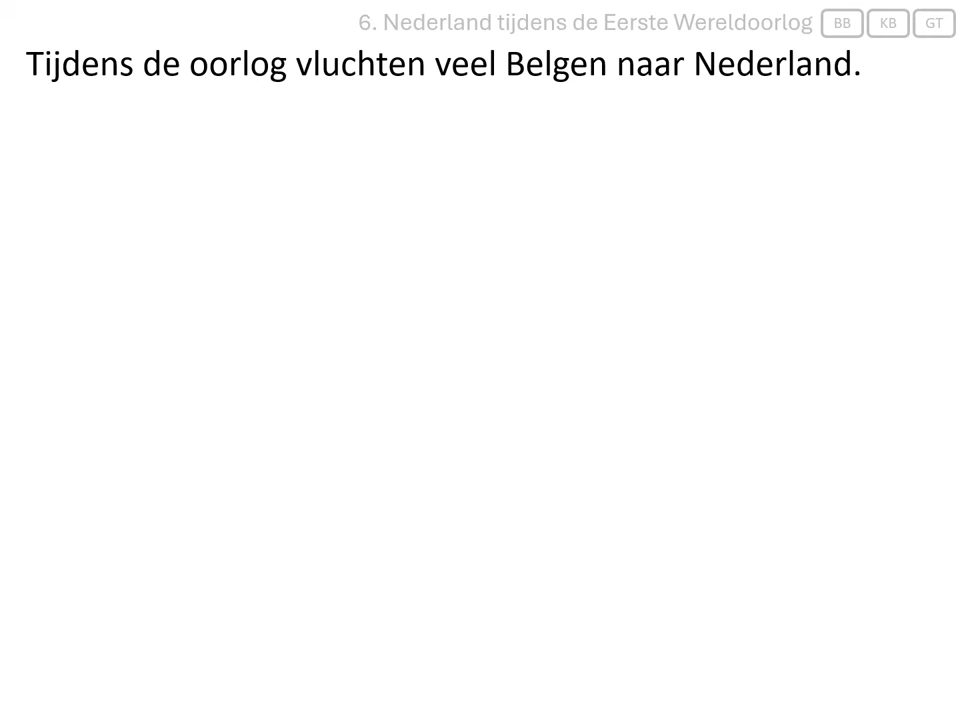 6. Nederland tijdens de Eerste Wereldoorlog BB KB GT
Tijdens de oorlog vluchten veel Belgen naar Nederland.